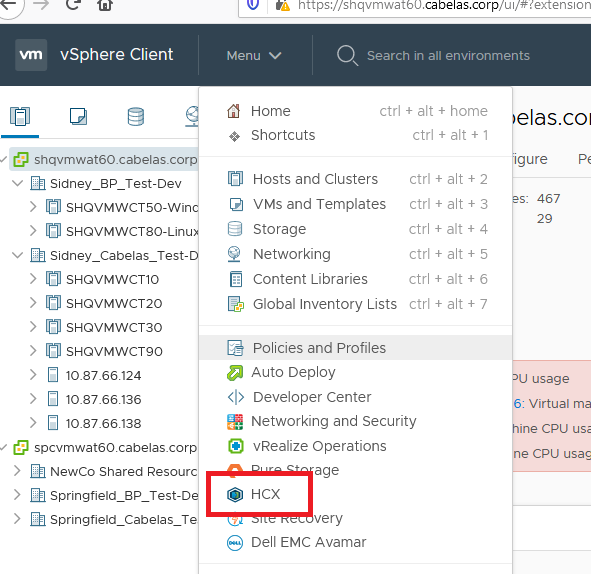 https://shqvmwat60.cabelas.corp/ui/#?extension
vm vSphere Client Menu Search in all environments
Home ctrl + alt + home
Shortcuts ctrl + alt + 1
Hosts and Clusters ctrl + alt + 2
VMs and Templates ctrl + alt + 3
Storage ctrl + alt + 4
Networking ctrl + alt + 5
Content Libraries ctrl + alt + 6
Global Inventory Lists ctrl + alt + 7
Policies and Profiles
Auto Deploy
Developer Center
Networking and Security
vRealize Operations
Pure Storage
HCX
Site Recovery
DELL Dell EMC Avamar
shqvmwat60.cabelas.corp
Sidney_BP_Test-Dev
SHQVMWCT50-Wind
SHQVMWCT80-Linux
Sidney_Cabelas_Test-D
SHQVMWCT10
SHQVMWCT20
SHQVMWCT30
SHQVMWCT90
10.87.66.124
10.87.66.136
10.87.66.138
spcvmwat60.cabelas.corp
NewCo Shared Resourc
Springfield_BP_Test-De
Springfield_Cabelas_Te
belas.co
igure Pe
es: 467
29
PU usage
6: Virtual ma
hine CPU usa
ne CPU usag